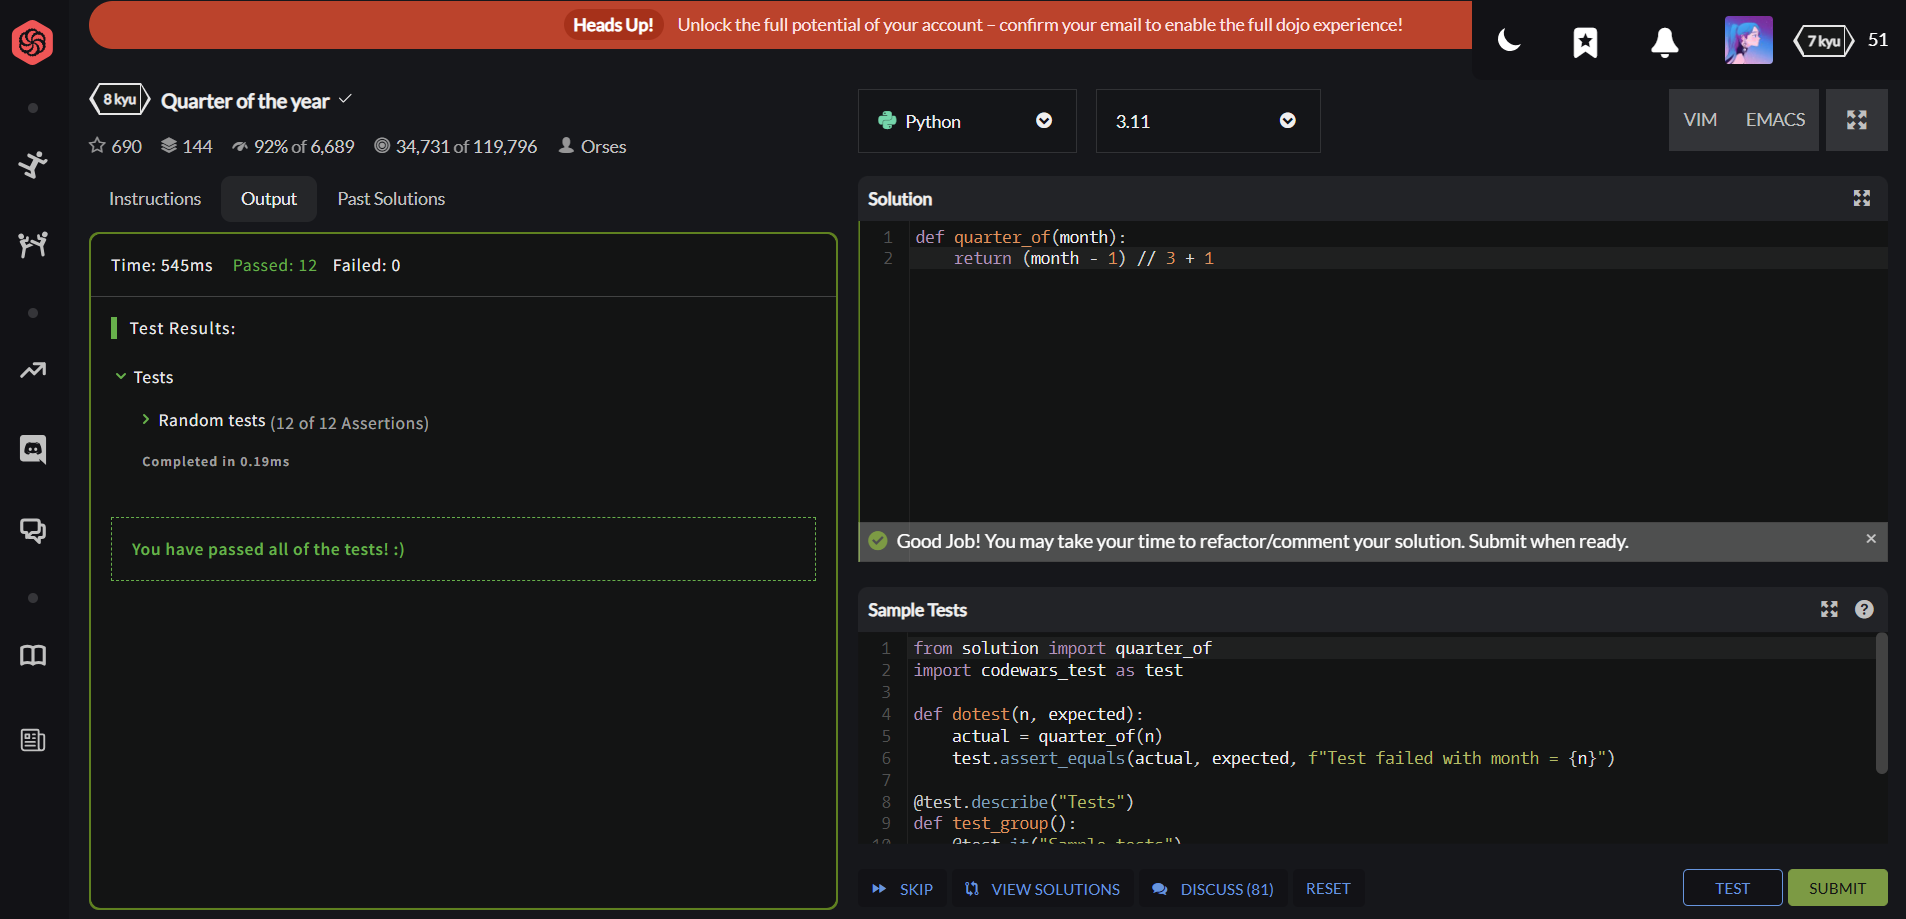 Heads Up! Unlock the full potential of your account – confirm your email to enable the full dojo experience!
7 kyu 51
8 kyu Quarter of the year
690 144 92% of 6,689 34,731 of 119,796 Orses
Python
3.11
VIM EMACS
Instructions Output Past Solutions
Time: 545ms Passed: 12 Failed: 0
Test Results:
Tests
Random tests (12 of 12 Assertions)
Completed in 0.19ms
You have passed all of the tests! :)
Solution
1 def quarter_of(month):
2     return (month - 1) // 3 + 1
Good Job! You may take your time to refactor/comment your solution. Submit when ready.
Sample Tests
1 from solution import quarter_of
2 import codewars_test as test
3
4 def dotest(n, expected):
5     actual = quarter_of(n)
6     test.assert_equals(actual, expected, f"Test failed with month = {n}")
7
8 @test.describe("Tests")
9 def test_group():
10     @test.it("Sample tests")
SKIP VIEW SOLUTIONS DISCUSS (81) RESET
TEST SUBMIT